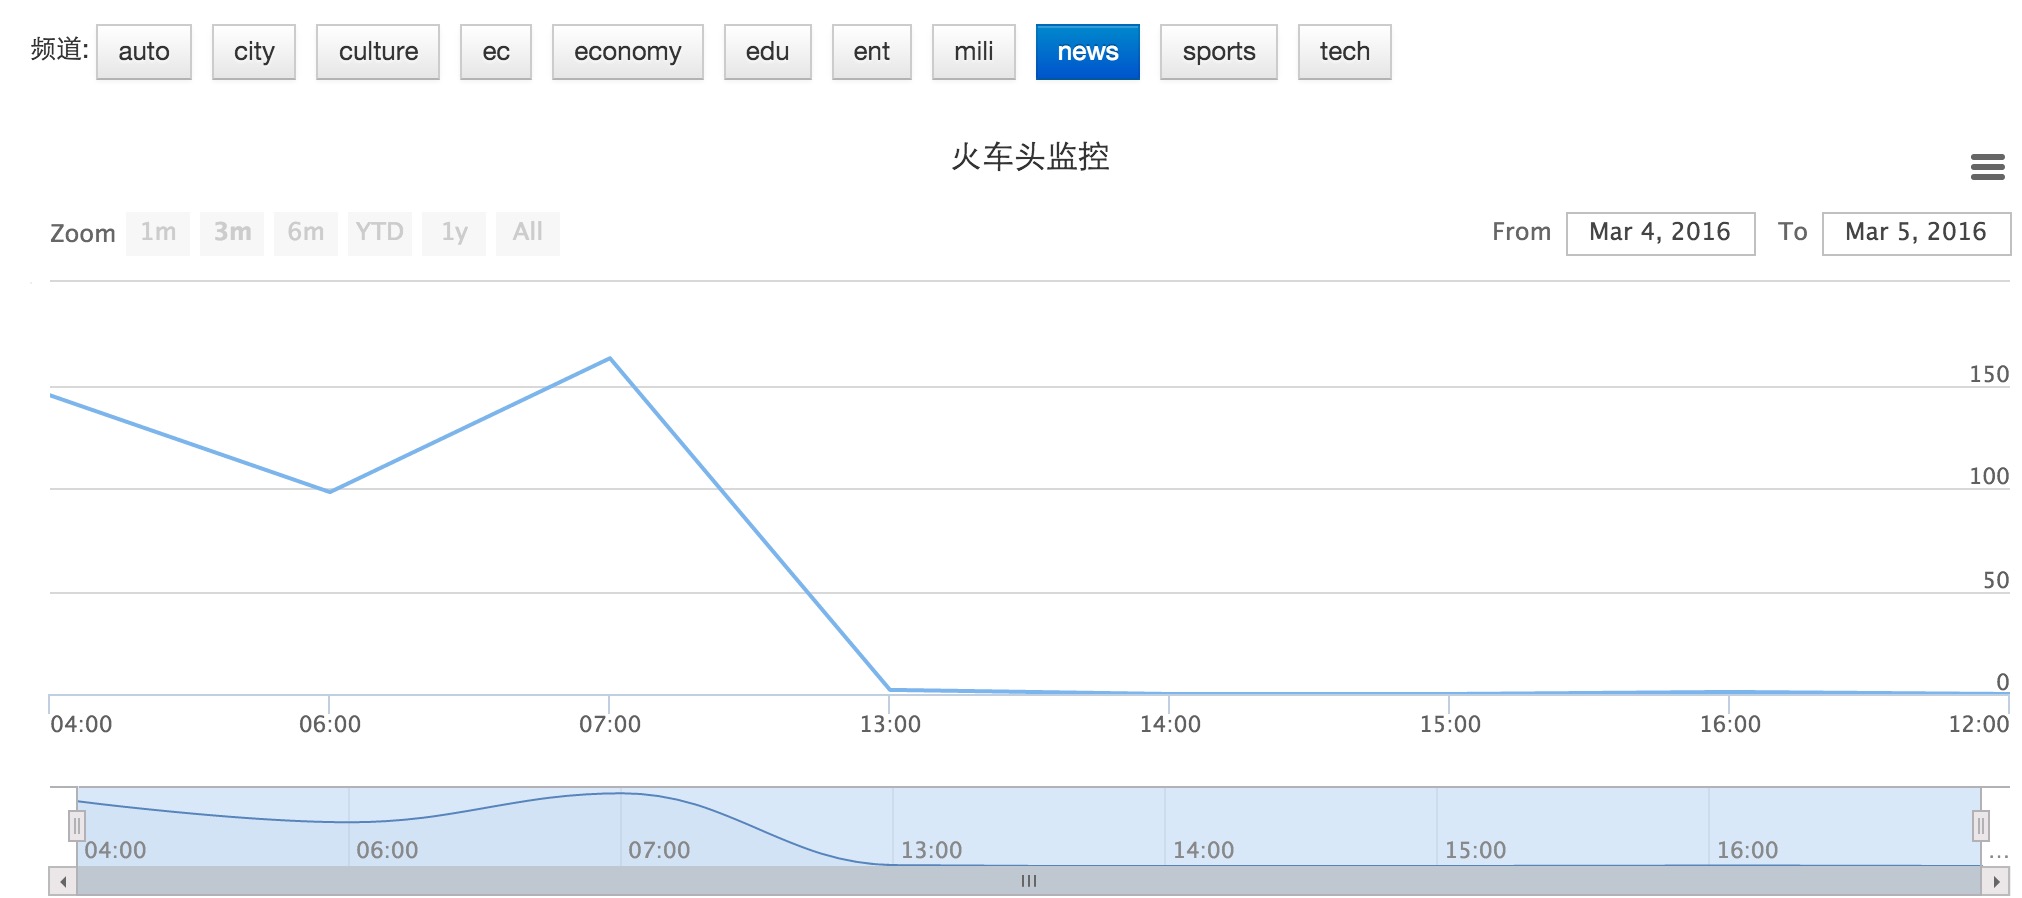 频道: auto city culture ec economy edu ent mili news sports tech
火车头监控
Zoom 1m 3m 6m YTD 1y All From Mar 4, 2016 To Mar 5, 2016
150
100
50
0
04:00 06:00 07:00 13:00 14:00 15:00 16:00 12:00
04:00 06:00 07:00 13:00 14:00 15:00 16:00 ...